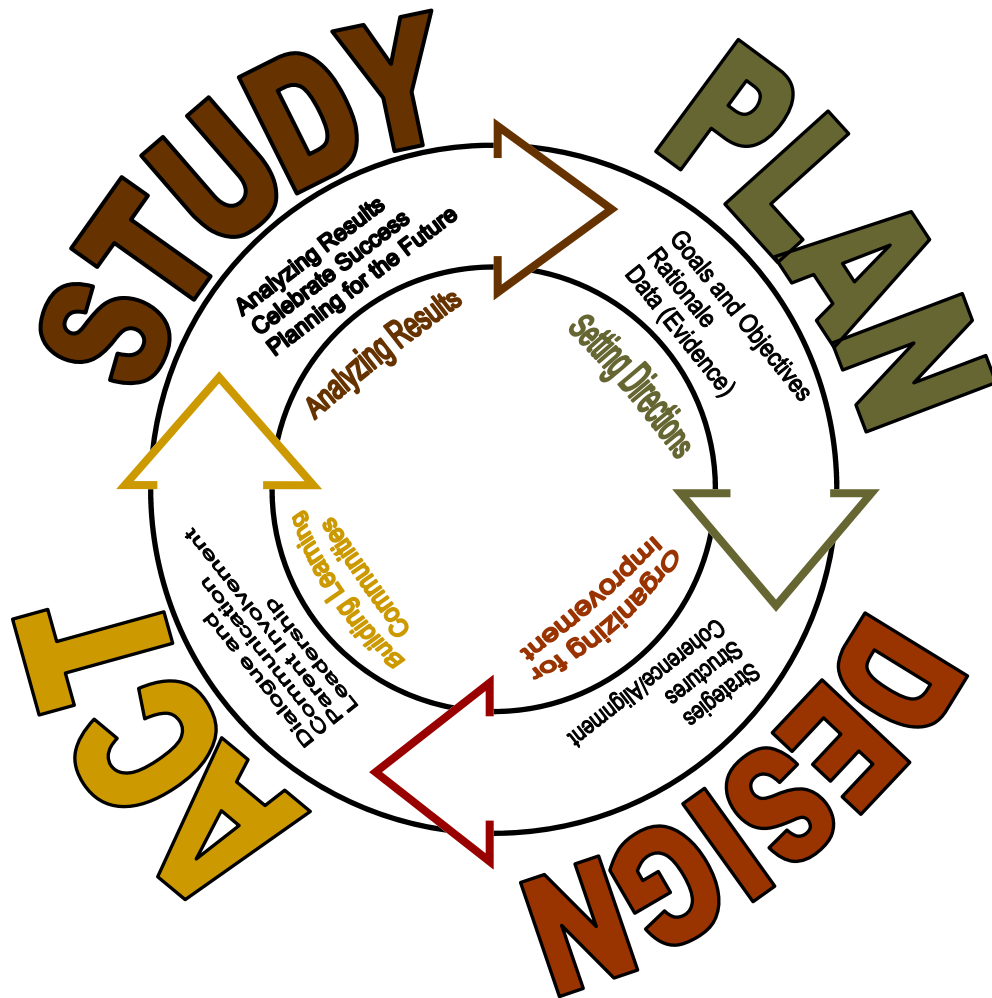 STUDY
Analyzing Results
Celebrate Success
Planning for the Future
Analyzing Results
PLAN
Goals and Objectives
Rationale
Data (Evidence)
Setting Directions
DESIGN
Strategies
Structures
Coherence/Alignment
Organizing for
Improvement
ACT
Dialogue and
Communication
Parent Involvement
Leadership
Building Learning
Communities